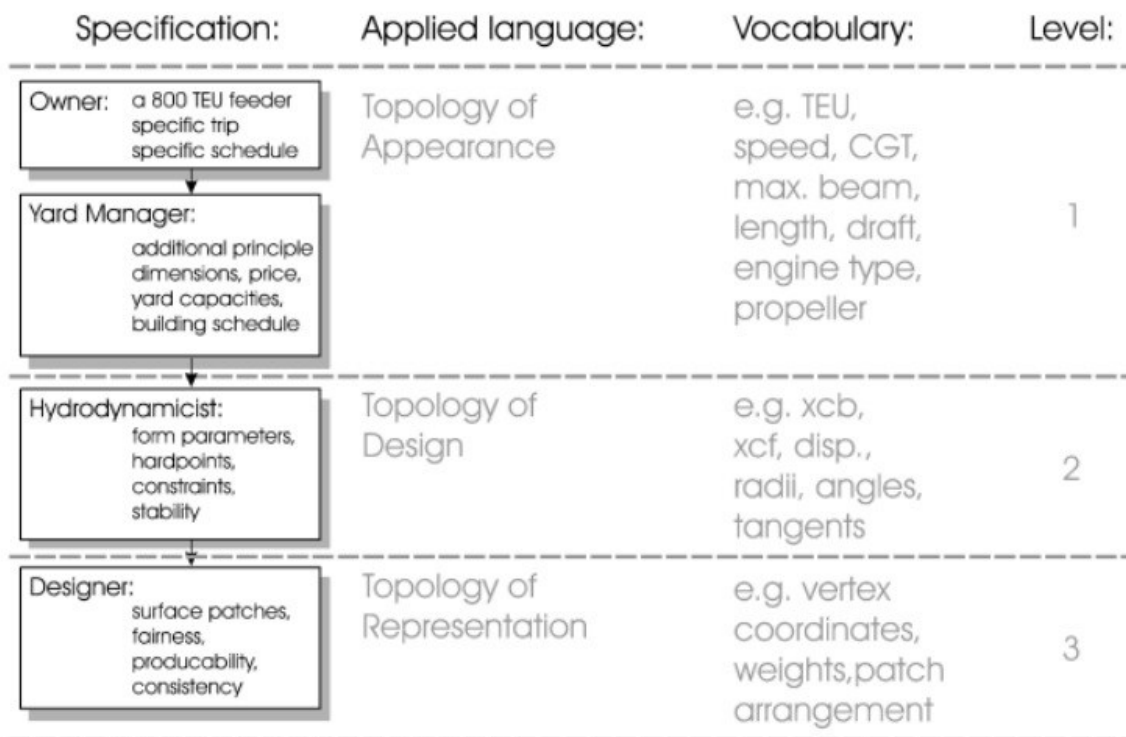 Specification: Applied language: Vocabulary: Level:
Owner: a 800 TEU feeder
specific trip
specific schedule
Topology of
Appearance
e.g. TEU,
speed, CGT,
max. beam,
length, draft,
engine type,
propeller
1
Yard Manager:
additional principle
dimensions, price,
yard capacities,
building schedule
Hydrodynamicist:
form parameters,
hardpoints,
constraints,
stability
Topology of
Design
e.g. xcb,
xcf, disp.,
radii, angles,
tangents
2
Designer:
surface patches,
fairness,
producability,
consistency
Topology of
Representation
e.g. vertex
coordinates,
weights,patch
arrangement
3